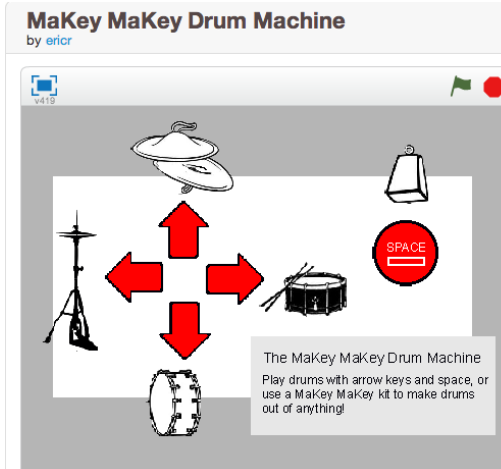 MaKey MaKey Drum Machine
by ericr
v419
SPACE
The MaKey MaKey Drum Machine
Play drums with arrow keys and space, or
use a MaKey MaKey kit to make drums
out of anything!